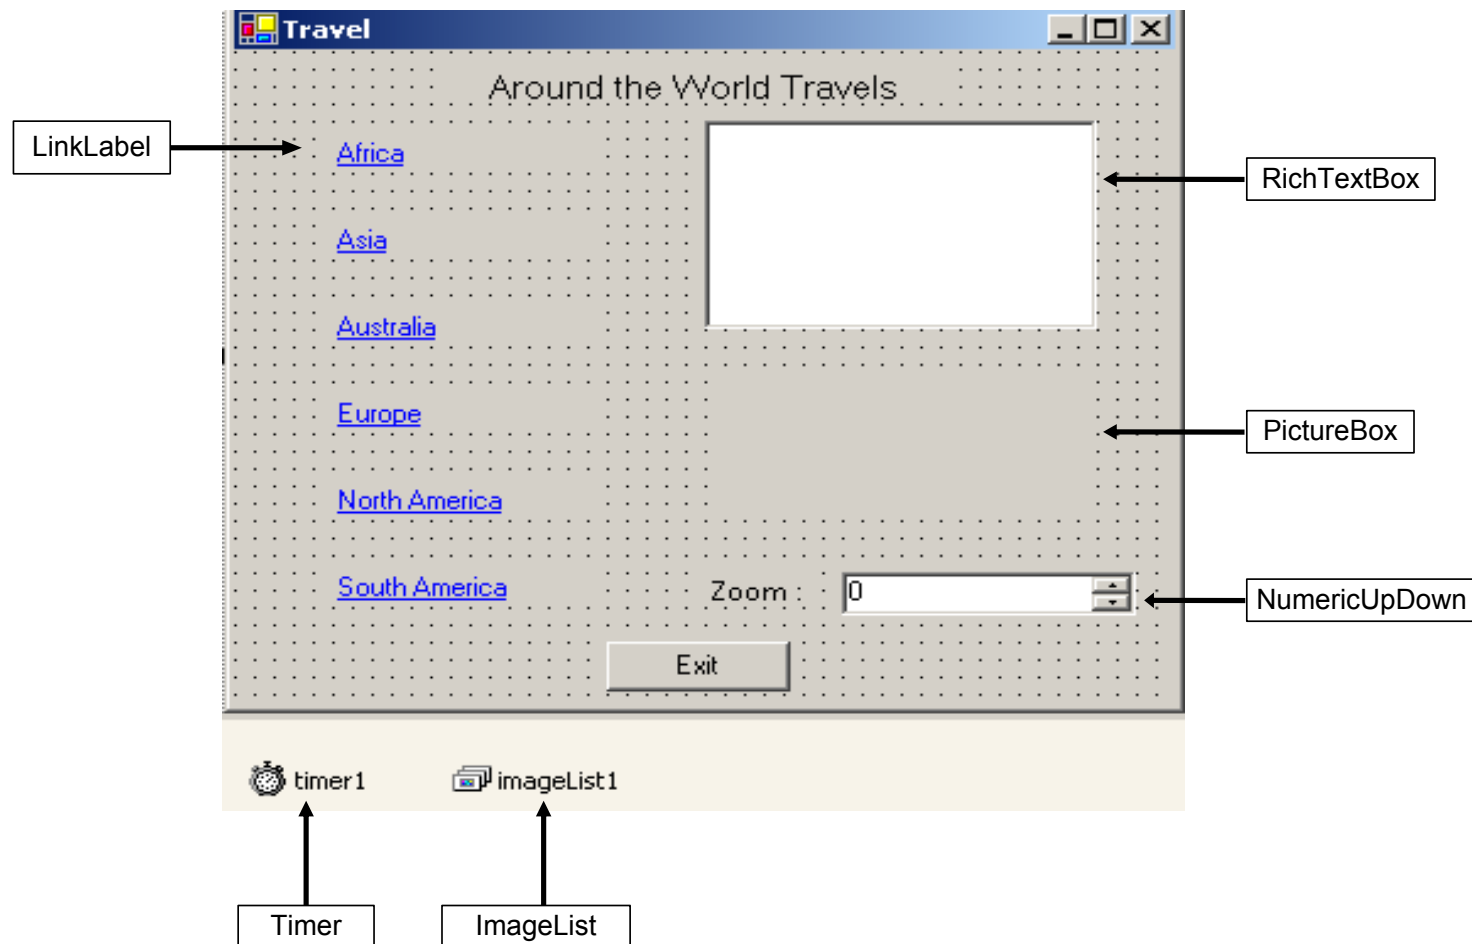 Travel
Around the World Travels
LinkLabel
Africa
RichTextBox
Asia
Australia
Europe
PictureBox
North America
South America
Zoom :
0
NumericUpDown
Exit
timer1
imageList1
Timer
ImageList